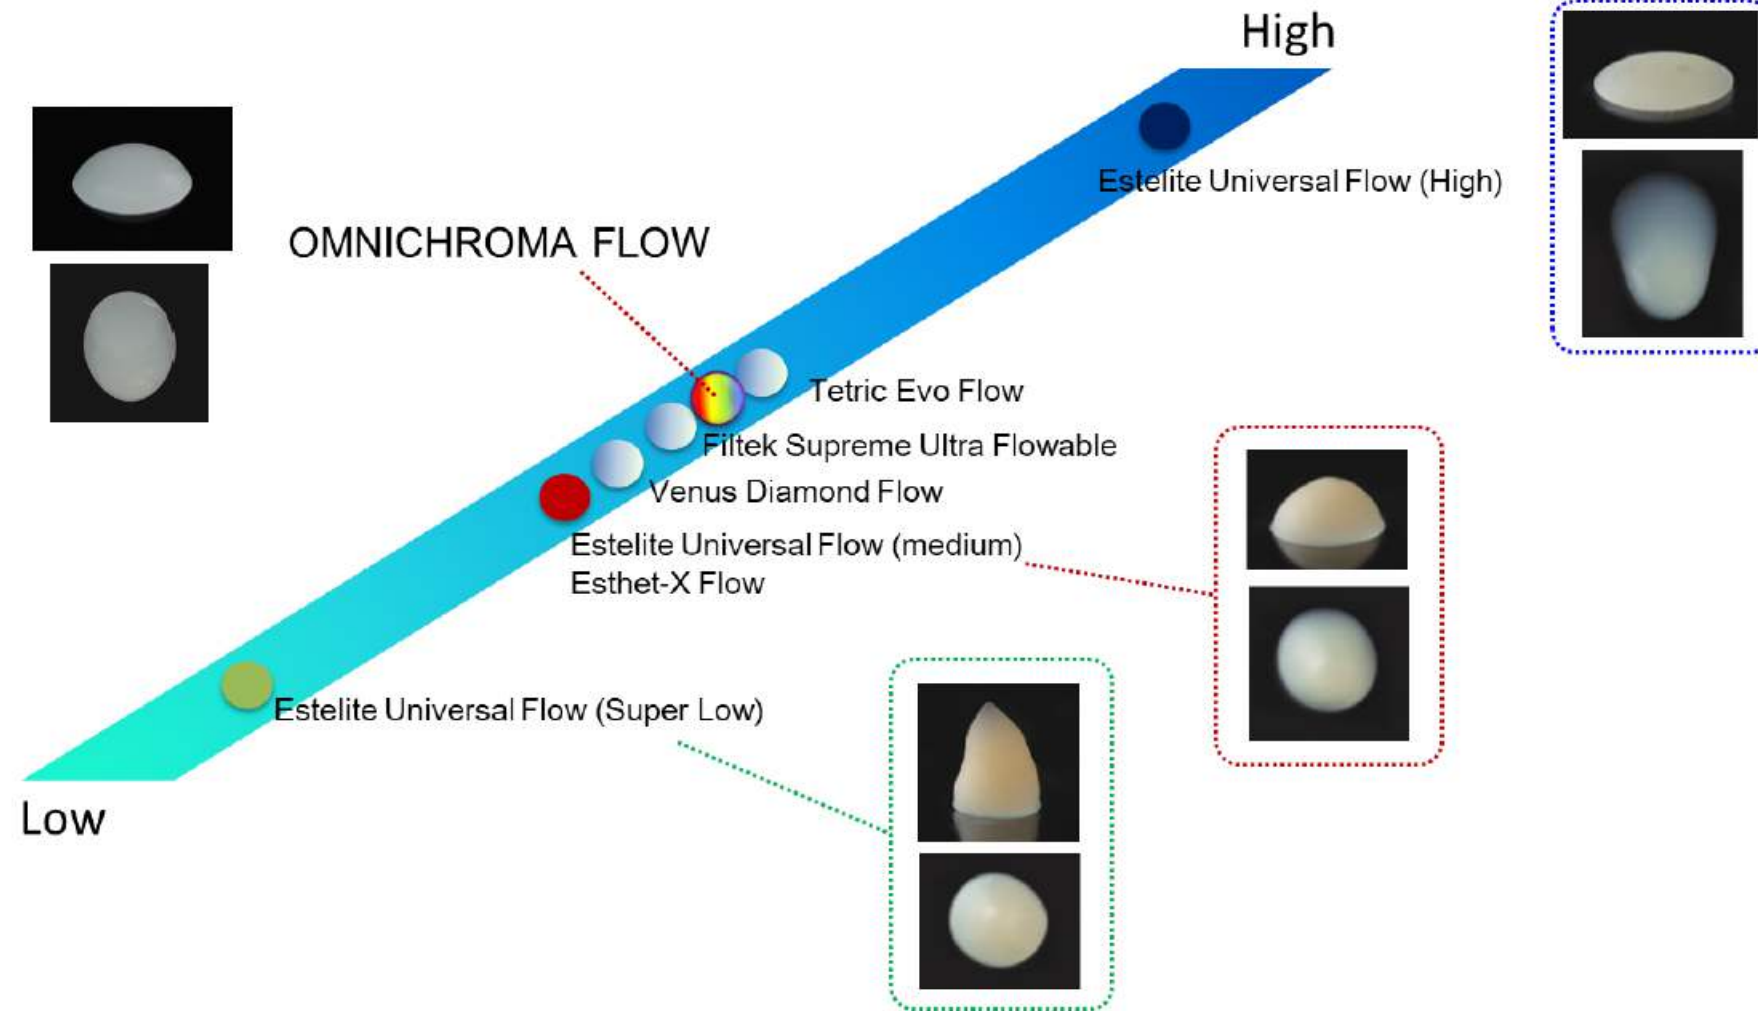 High
Estelite Universal Flow (High)
OMNICHROMA FLOW
Tetric Evo Flow
Filtek Supreme Ultra Flowable
Venus Diamond Flow
Estelite Universal Flow (medium)
Esthet-X Flow
Estelite Universal Flow (Super Low)
Low